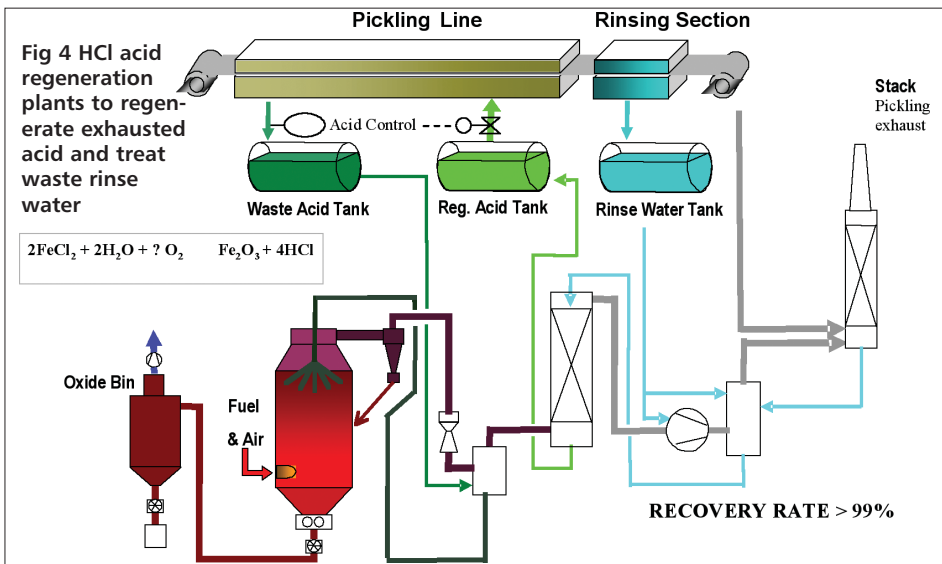 Pickling Line
Rinsing Section
Fig 4 HCl acid
regeneration
plants to regen-
erate exhausted
acid and treat
waste rinse
water
Stack
Pickling
exhaust
Acid Control
Waste Acid Tank
Reg. Acid Tank
Rinse Water Tank
2FeCl₂ + 2H₂O + ? O₂ Fe₂O₃ + 4HCl
Oxide Bin
Fuel
& Air
RECOVERY RATE > 99%